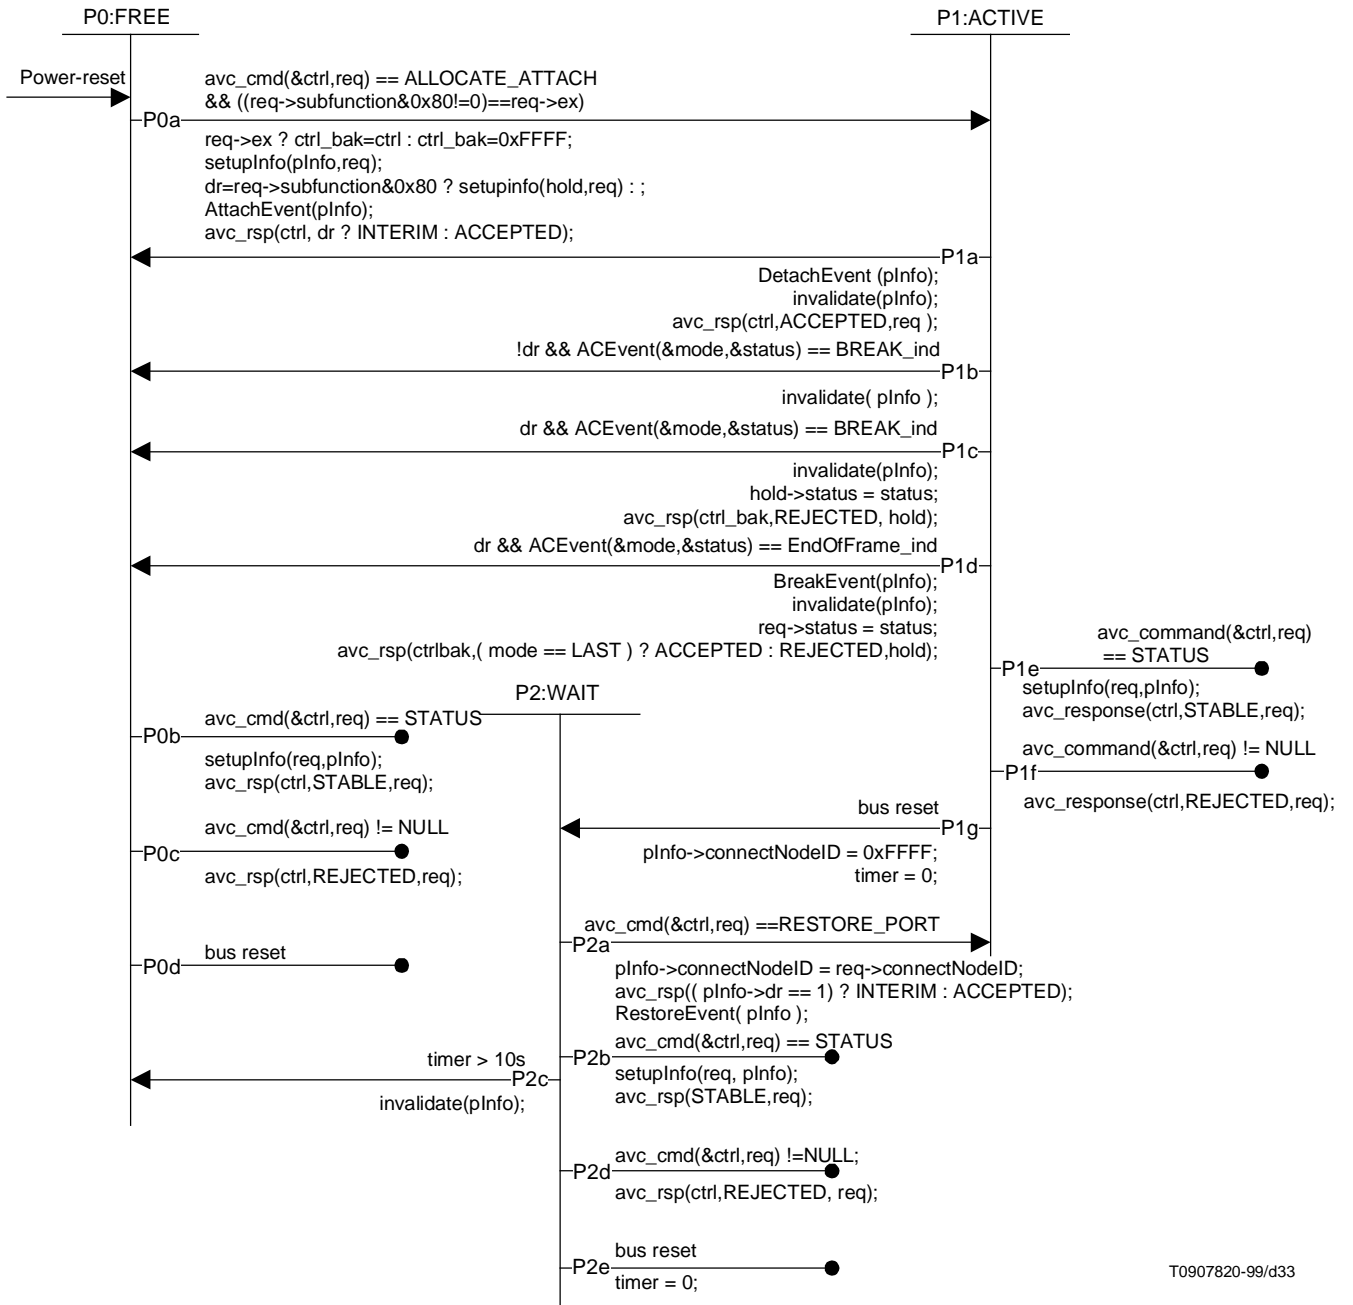 P0:FREE
P1:ACTIVE
Power-reset
avc_cmd(&ctrl,req) == ALLOCATE_ATTACH
&& ((req->subfunction&0x80!=0)==req->ex)
P0a
req->ex ? ctrl_bak=ctrl : ctrl_bak=0xFFFF;
setupInfo(pInfo,req);
dr=req->subfunction&0x80 ? setupinfo(hold,req) : ;
AttachEvent(pInfo);
avc_rsp(ctrl, dr ? INTERIM : ACCEPTED);
P1a
DetachEvent (pInfo);
invalidate(pInfo);
avc_rsp(ctrl,ACCEPTED,req );
!dr && ACEvent(&mode,&status) == BREAK_ind
P1b
invalidate( pInfo );
dr && ACEvent(&mode,&status) == BREAK_ind
P1c
invalidate(pInfo);
hold->status = status;
avc_rsp(ctrl_bak,REJECTED, hold);
dr && ACEvent(&mode,&status) == EndOfFrame_ind
P1d
BreakEvent(pInfo);
invalidate(pInfo);
req->status = status;
avc_rsp(ctrlbak,( mode == LAST ) ? ACCEPTED : REJECTED,hold);
avc_command(&ctrl,req)
== STATUS
P1e
setupInfo(req,pInfo);
avc_response(ctrl,STABLE,req);
P2:WAIT
avc_cmd(&ctrl,req) == STATUS
P0b
setupInfo(req,pInfo);
avc_rsp(ctrl,STABLE,req);
avc_command(&ctrl,req) != NULL
P1f
avc_response(ctrl,REJECTED,req);
bus reset
P1g
pInfo->connectNodeID = 0xFFFF;
timer = 0;
avc_cmd(&ctrl,req) != NULL
P0c
avc_rsp(ctrl,REJECTED,req);
avc_cmd(&ctrl,req) ==RESTORE_PORT
P2a
pInfo->connectNodeID = req->connectNodeID;
avc_rsp(( pInfo->dr == 1) ? INTERIM : ACCEPTED);
RestoreEvent( pInfo );
bus reset
P0d
avc_cmd(&ctrl,req) == STATUS
P2b
setupInfo(req, pInfo);
avc_rsp(STABLE,req);
timer > 10s
P2c
invalidate(pInfo);
avc_cmd(&ctrl,req) !=NULL;
P2d
avc_rsp(ctrl,REJECTED, req);
bus reset
P2e
timer = 0;
T0907820-99/d33